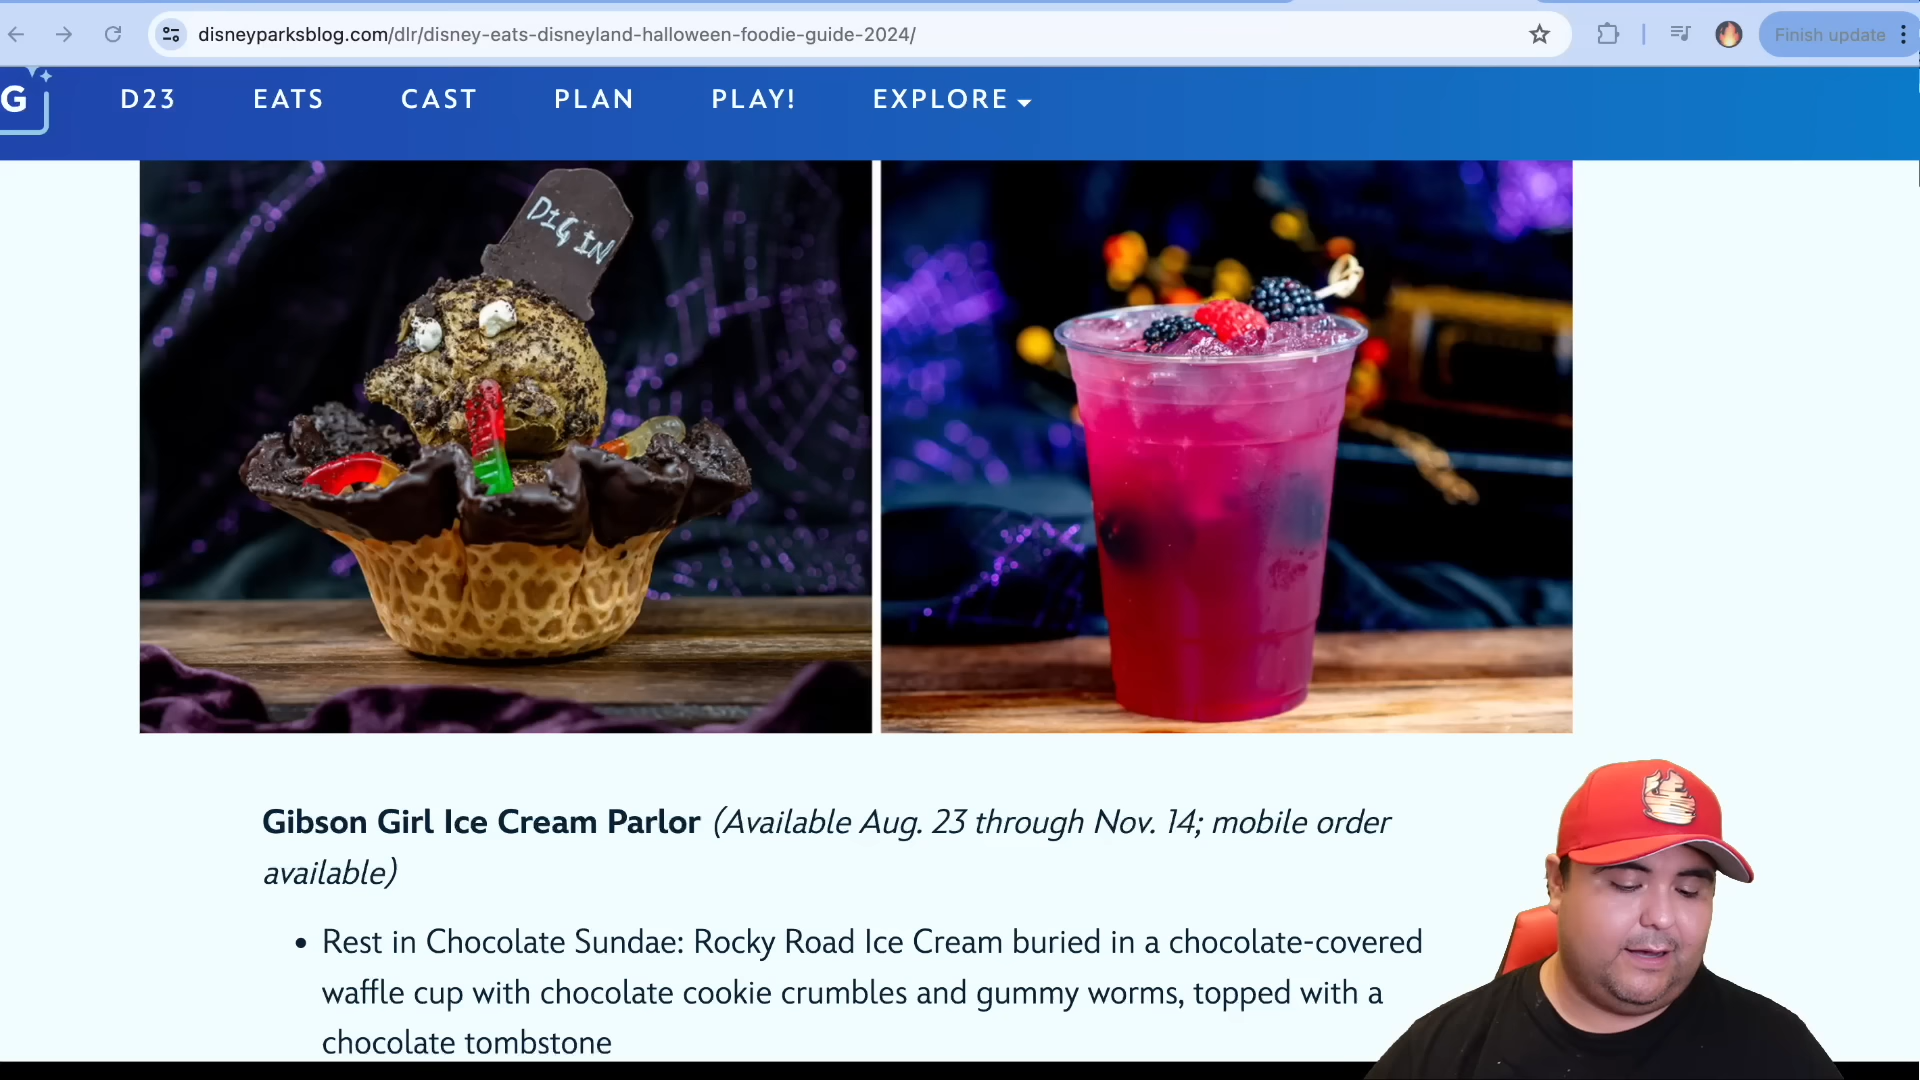 disneyparksblog.com/dlr/disney-eats-disneyland-halloween-foodie-guide-2024/
Finish update
G
D23
EATS
CAST
PLAN
PLAY!
EXPLORE
DIG IN
Gibson Girl Ice Cream Parlor (Available Aug. 23 through Nov. 14; mobile order
available)
• Rest in Chocolate Sundae: Rocky Road Ice Cream buried in a chocolate-covered
waffle cup with chocolate cookie crumbles and gummy worms, topped with a
chocolate tombstone